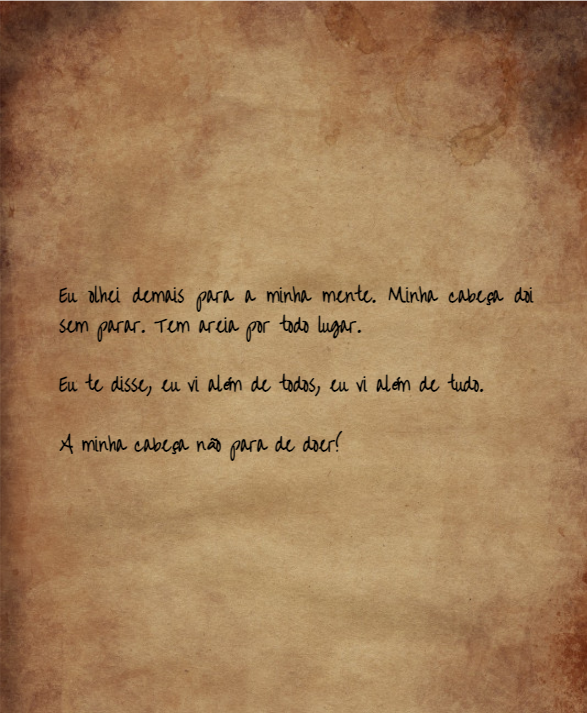 Eu olhei demais para a minha mente. Minha cabeça doi
sem parar. Tem areia por todo lugar.
Eu te disse, eu vi além de todos, eu vi além de tudo.
A minha cabeça não para de doer!